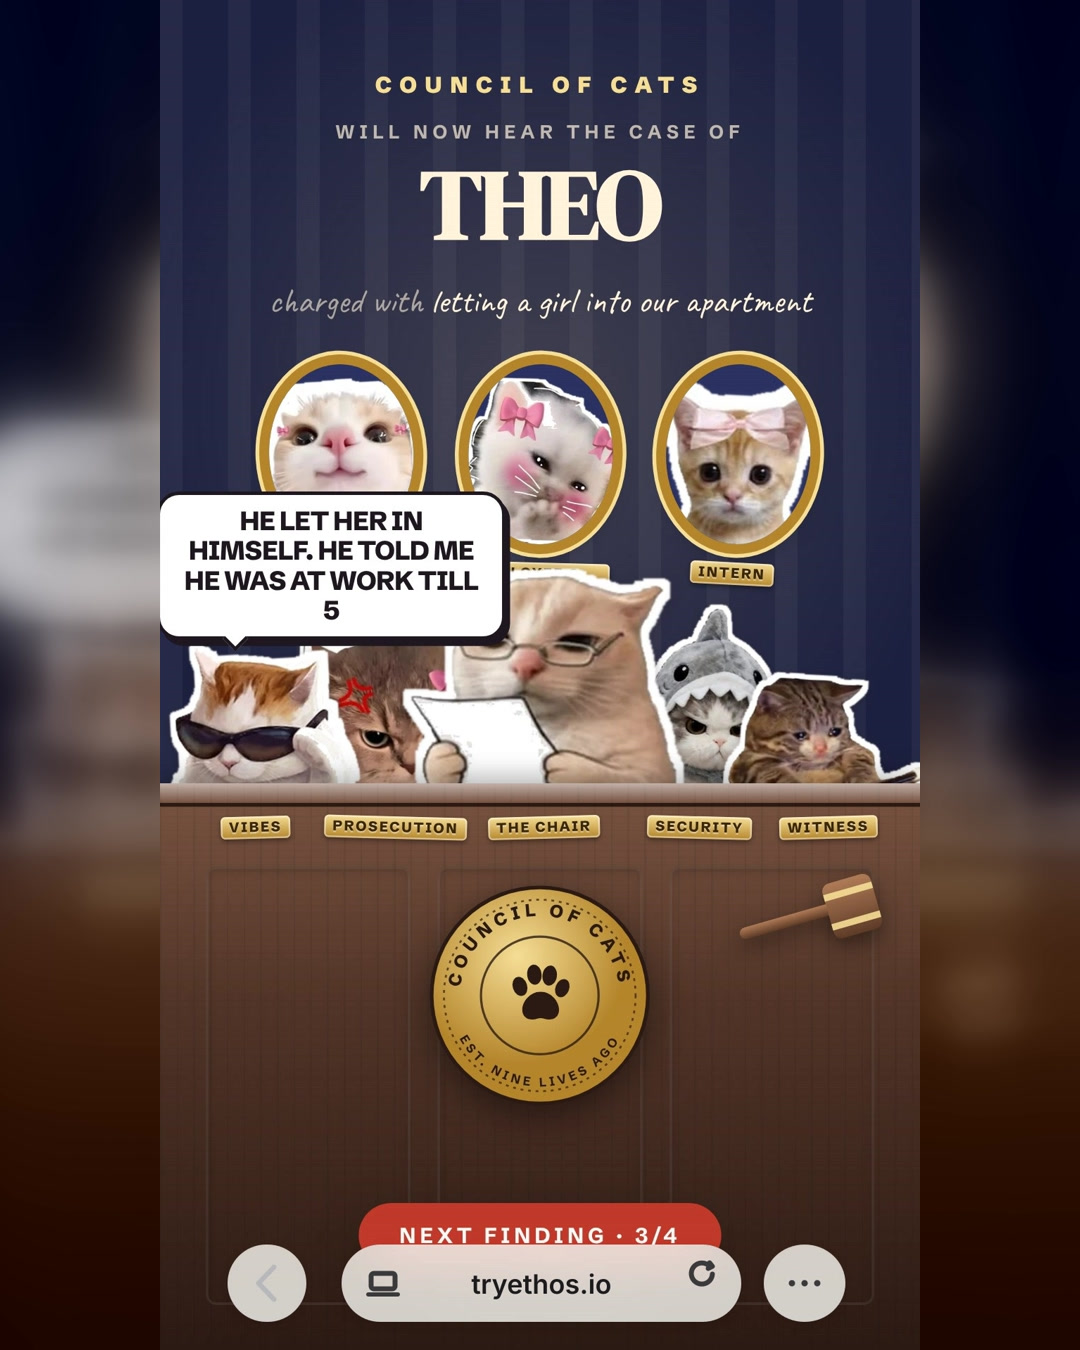 COUNCIL OF CATS
WILL NOW HEAR THE CASE OF
THEO
charged with letting a girl into our apartment
HE LET HER IN
HIMSELF. HE TOLD ME
HE WAS AT WORK TILL
5
INTERN
VIBES
PROSECUTION
THE CHAIR
SECURITY
WITNESS
COUNCIL OF CATS
EST. NINE LIVES AGO
NEXT FINDING · 3/4
tryethos.io